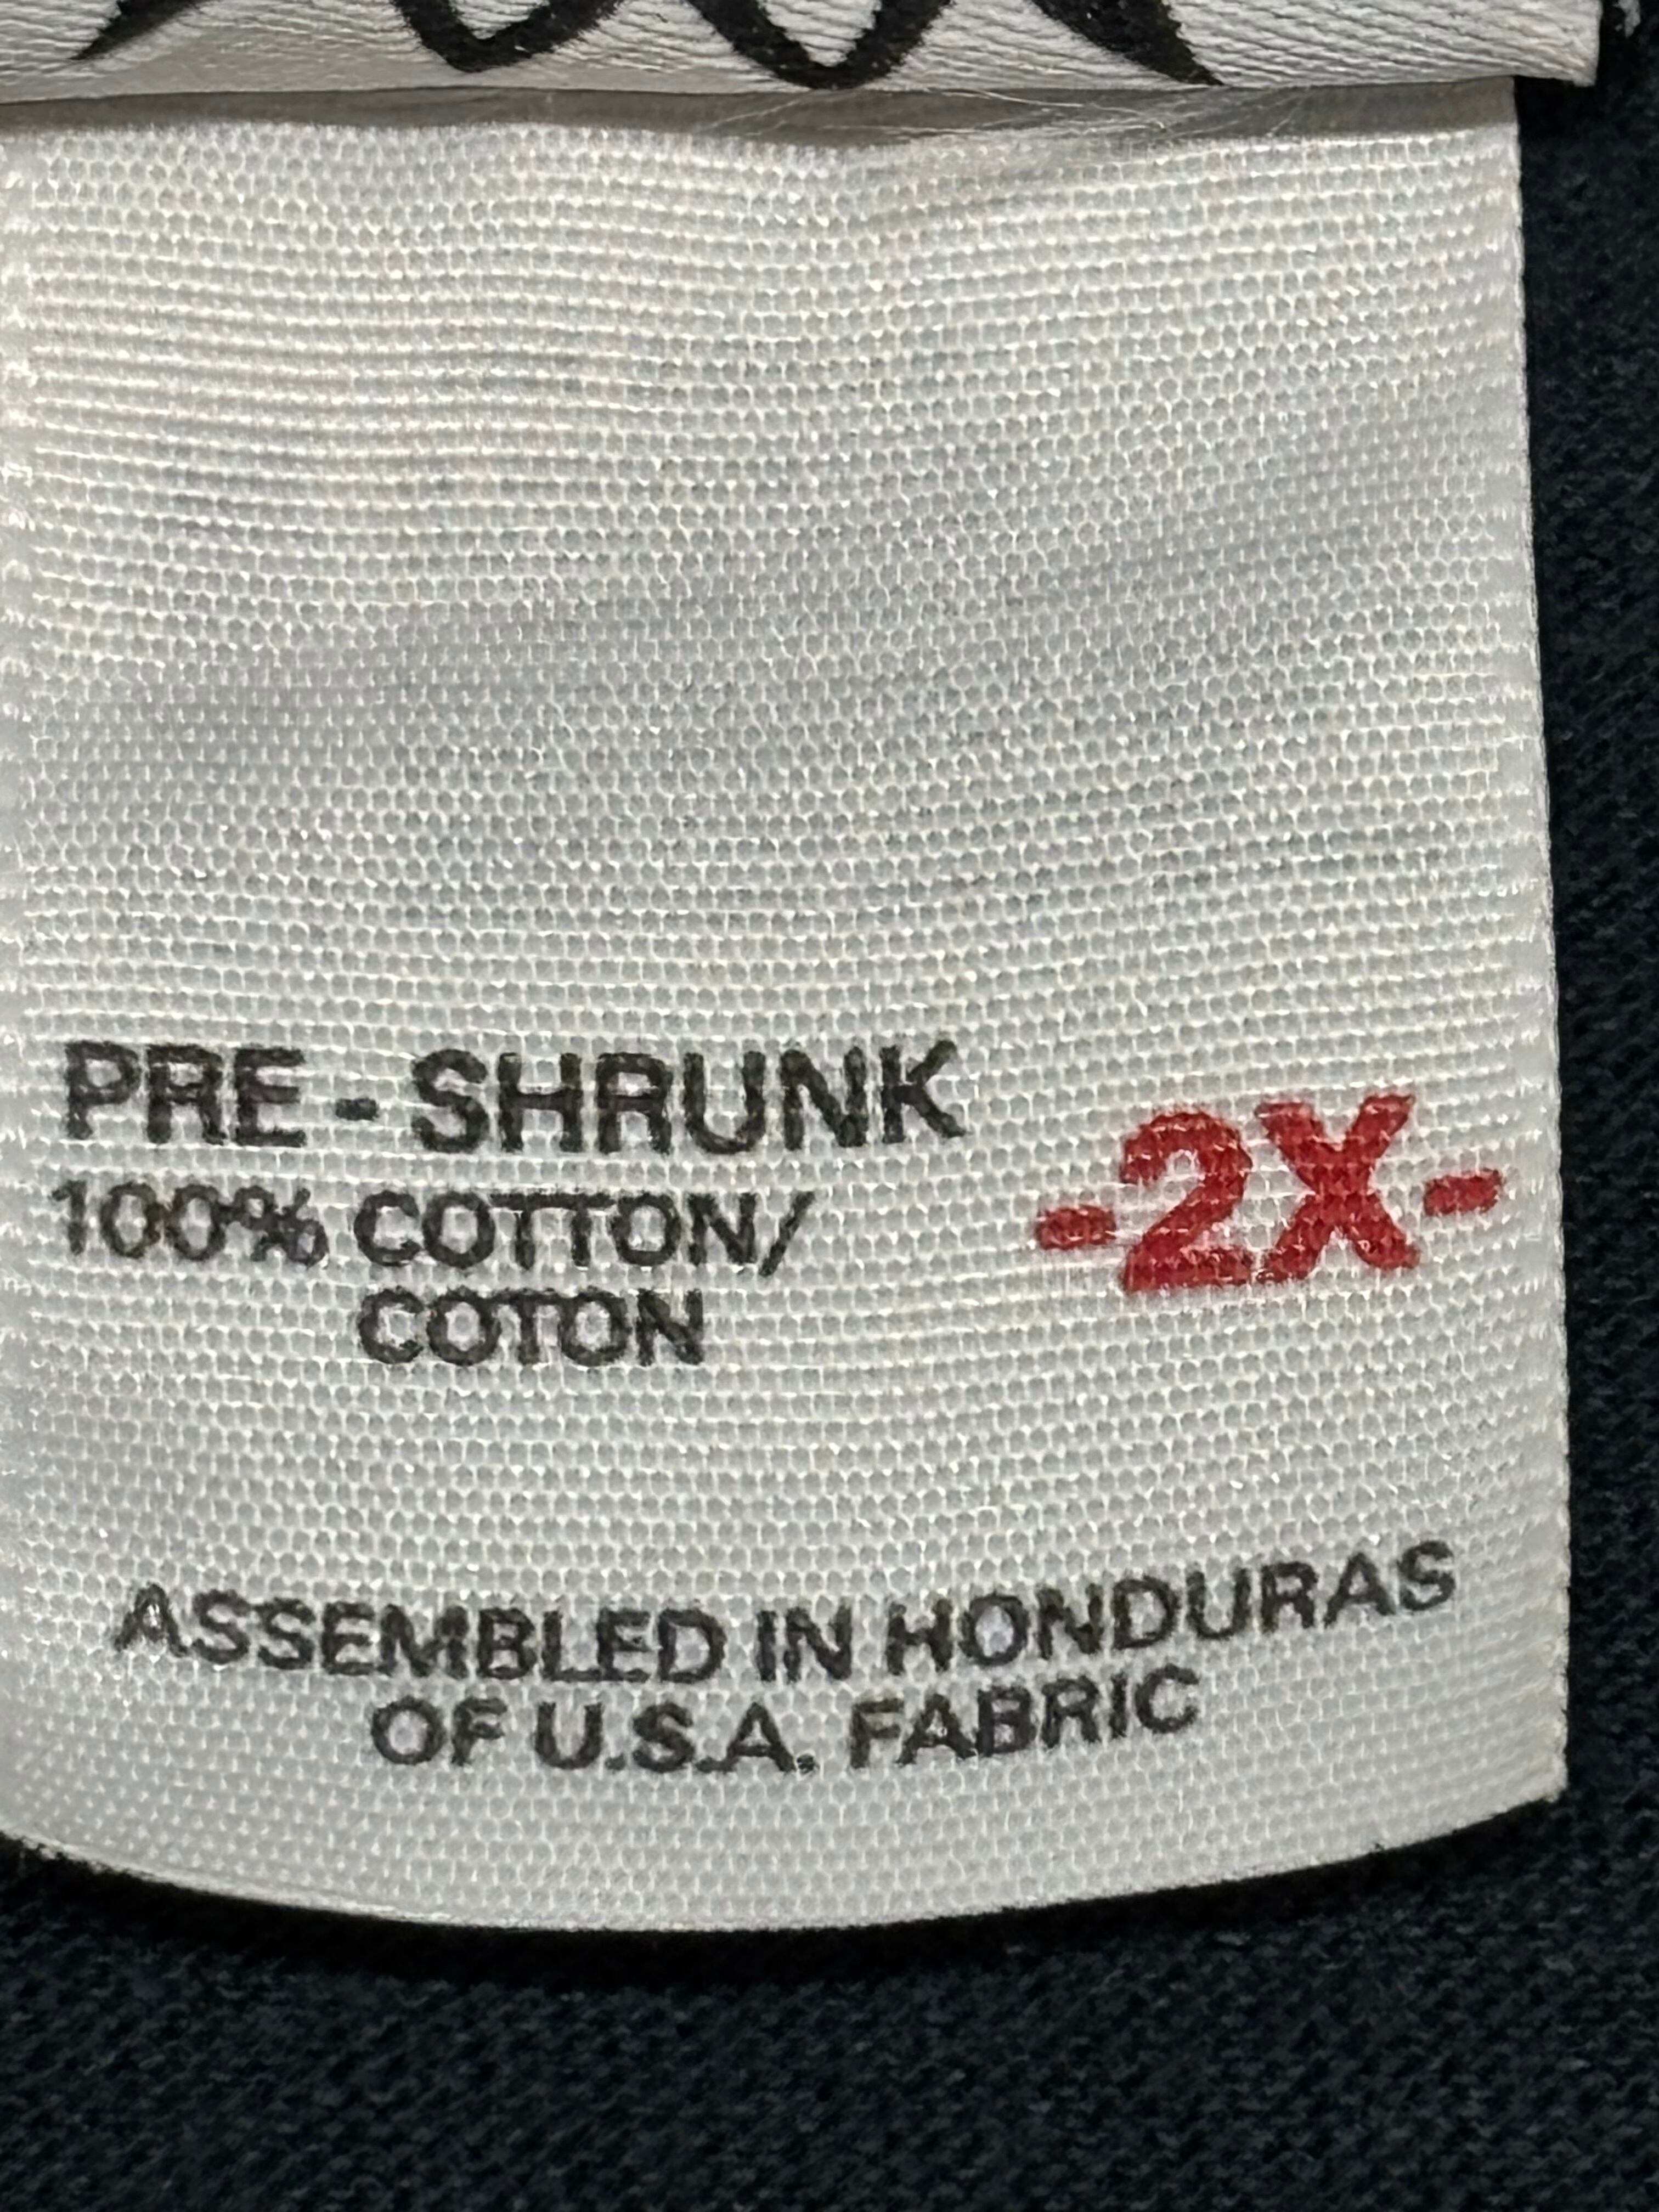 PRE-SHRUNK
100% COTTON/
COTON
-2X-
ASSEMBLED IN HONDURAS
OF U.S.A. FABRIC